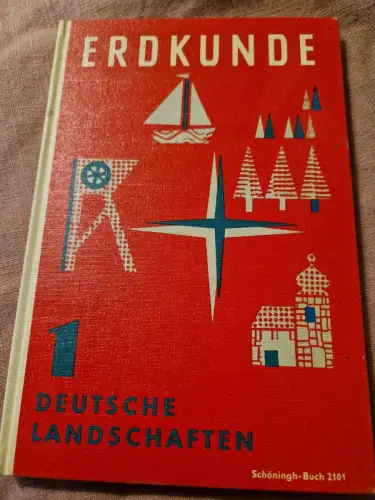 ERDKUNDE
1
DEUTSCHE
LANDSCHAFTEN
Schöningh-Buch 2101